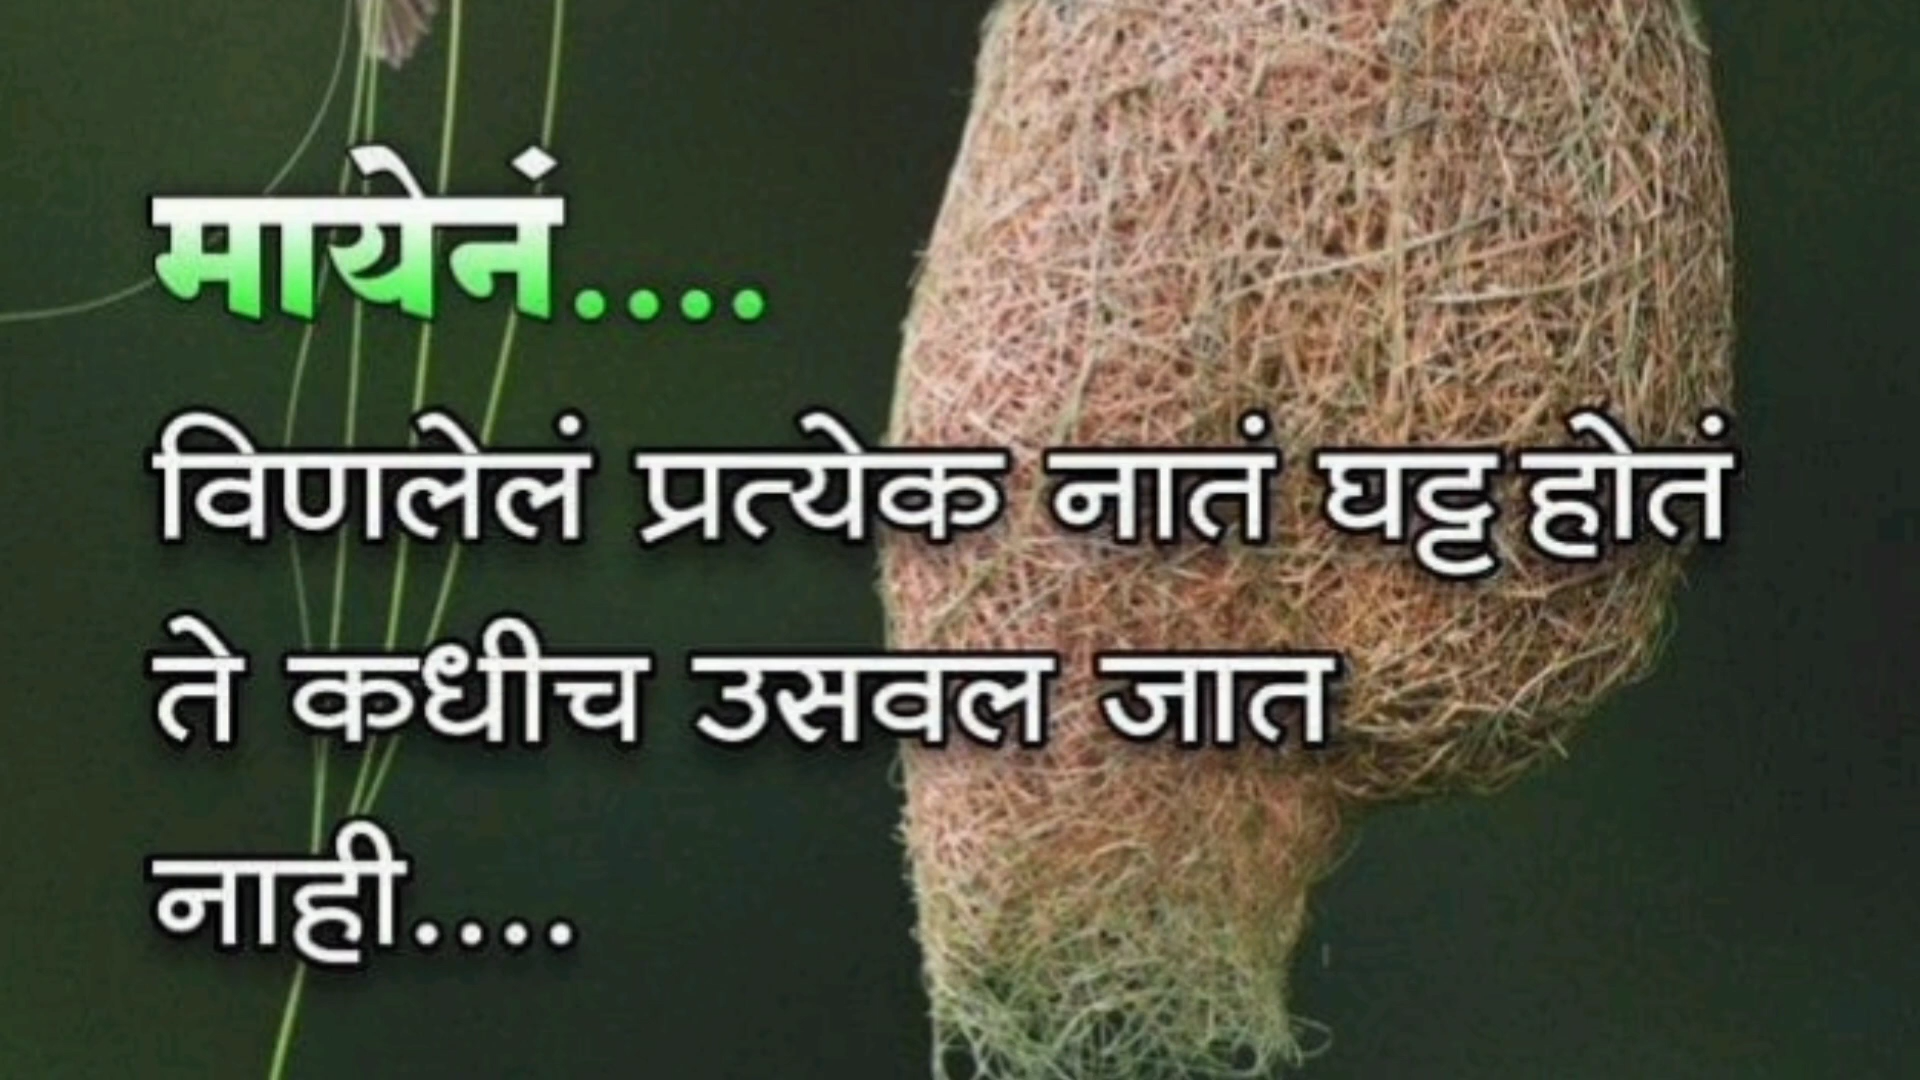 मायेनं....
विणलेलं प्रत्येक नातं घट्ट होतं
ते कधीच उसवल जात
नाही....